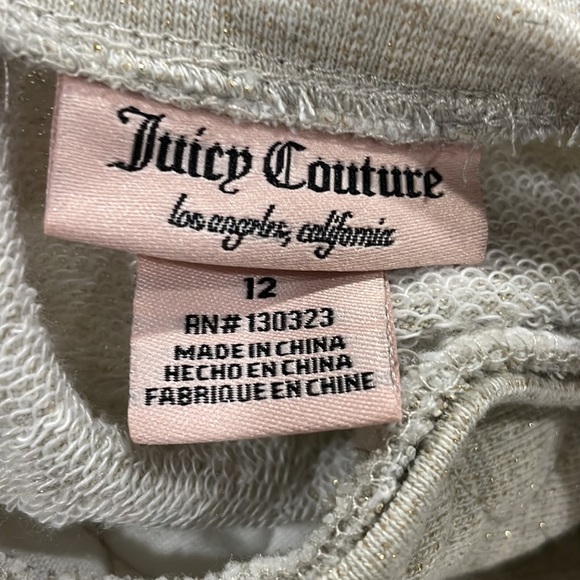 Juicy Couture
los angeles, california
12
RN# 130323
MADE IN CHINA
HECHO EN CHINA
FABRIQUE EN CHINE